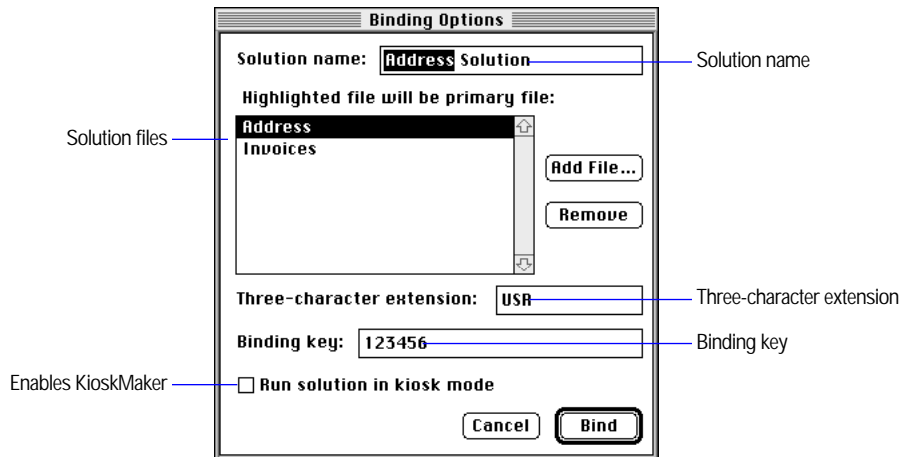 Binding Options
Solution name: Address Solution
Solution name
Highlighted file will be primary file:
Solution files
Address
Invoices
Add File...
Remove
Three-character extension: USR
Three-character extension
Binding key: 123456
Binding key
Enables KioskMaker
Run solution in kiosk mode
Cancel
Bind